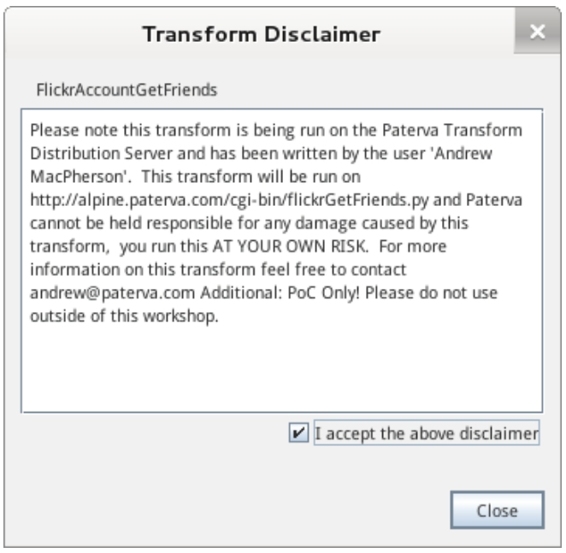 Transform Disclaimer
FlickrAccountGetFriends
Please note this transform is being run on the Paterva Transform
Distribution Server and has been written by the user 'Andrew
MacPherson'.  This transform will be run on
http://alpine.paterva.com/cgi-bin/flickrGetFriends.py and Paterva
cannot be held responsible for any damage caused by this
transform,  you run this AT YOUR OWN RISK.  For more
information on this transform feel free to contact
andrew@paterva.com Additional: PoC Only! Please do not use
outside of this workshop.
I accept the above disclaimer
Close